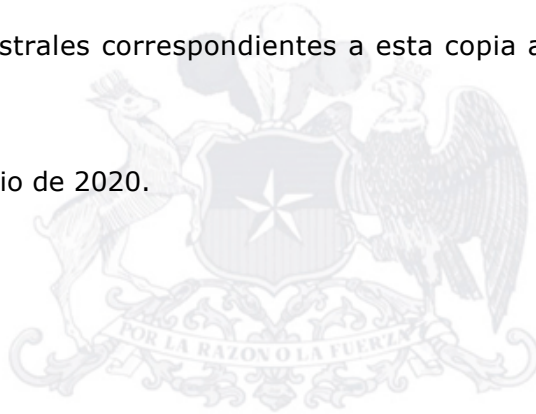 strales correspondientes a esta copia a
io de 2020.
POR LA RAZON O LA FUERZA